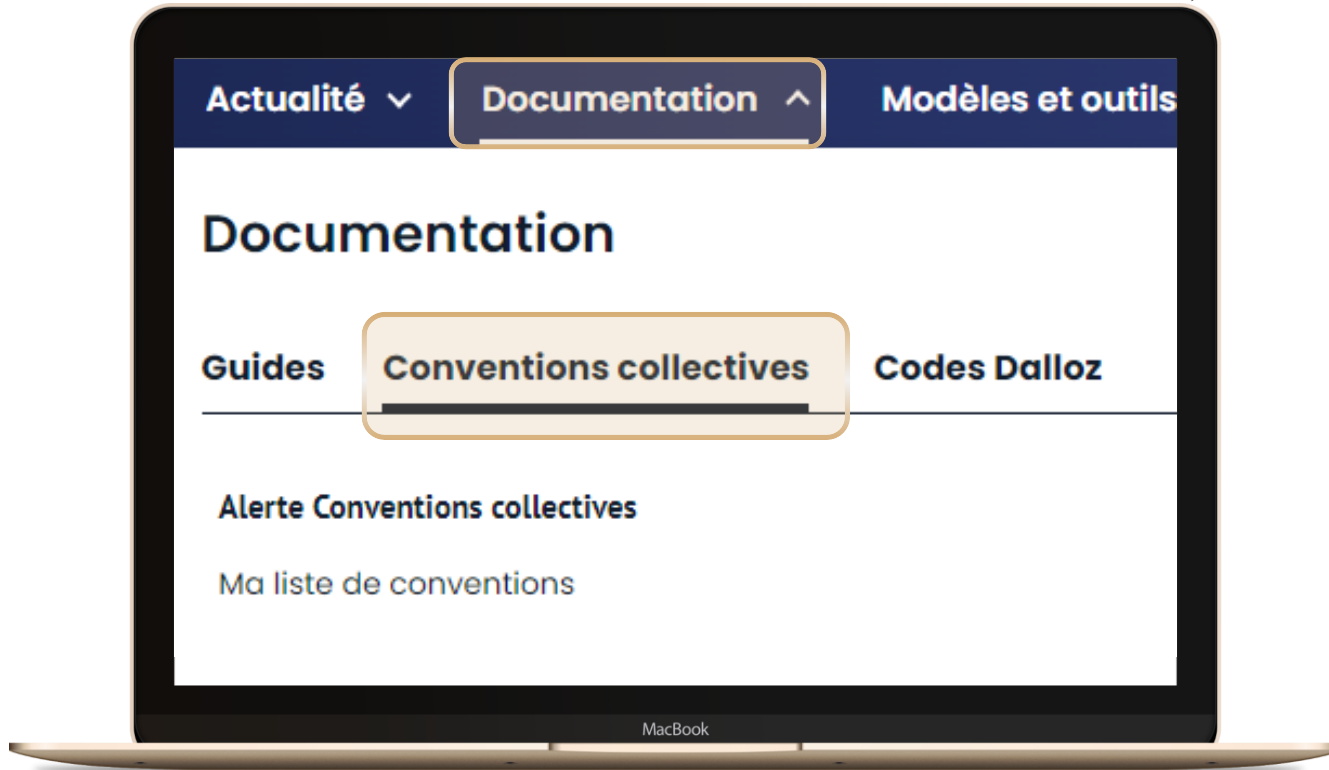 Actualité Documentation Modèles et outils
Documentation
Guides Conventions collectives Codes Dalloz
Alerte Conventions collectives
Ma liste de conventions
MacBook